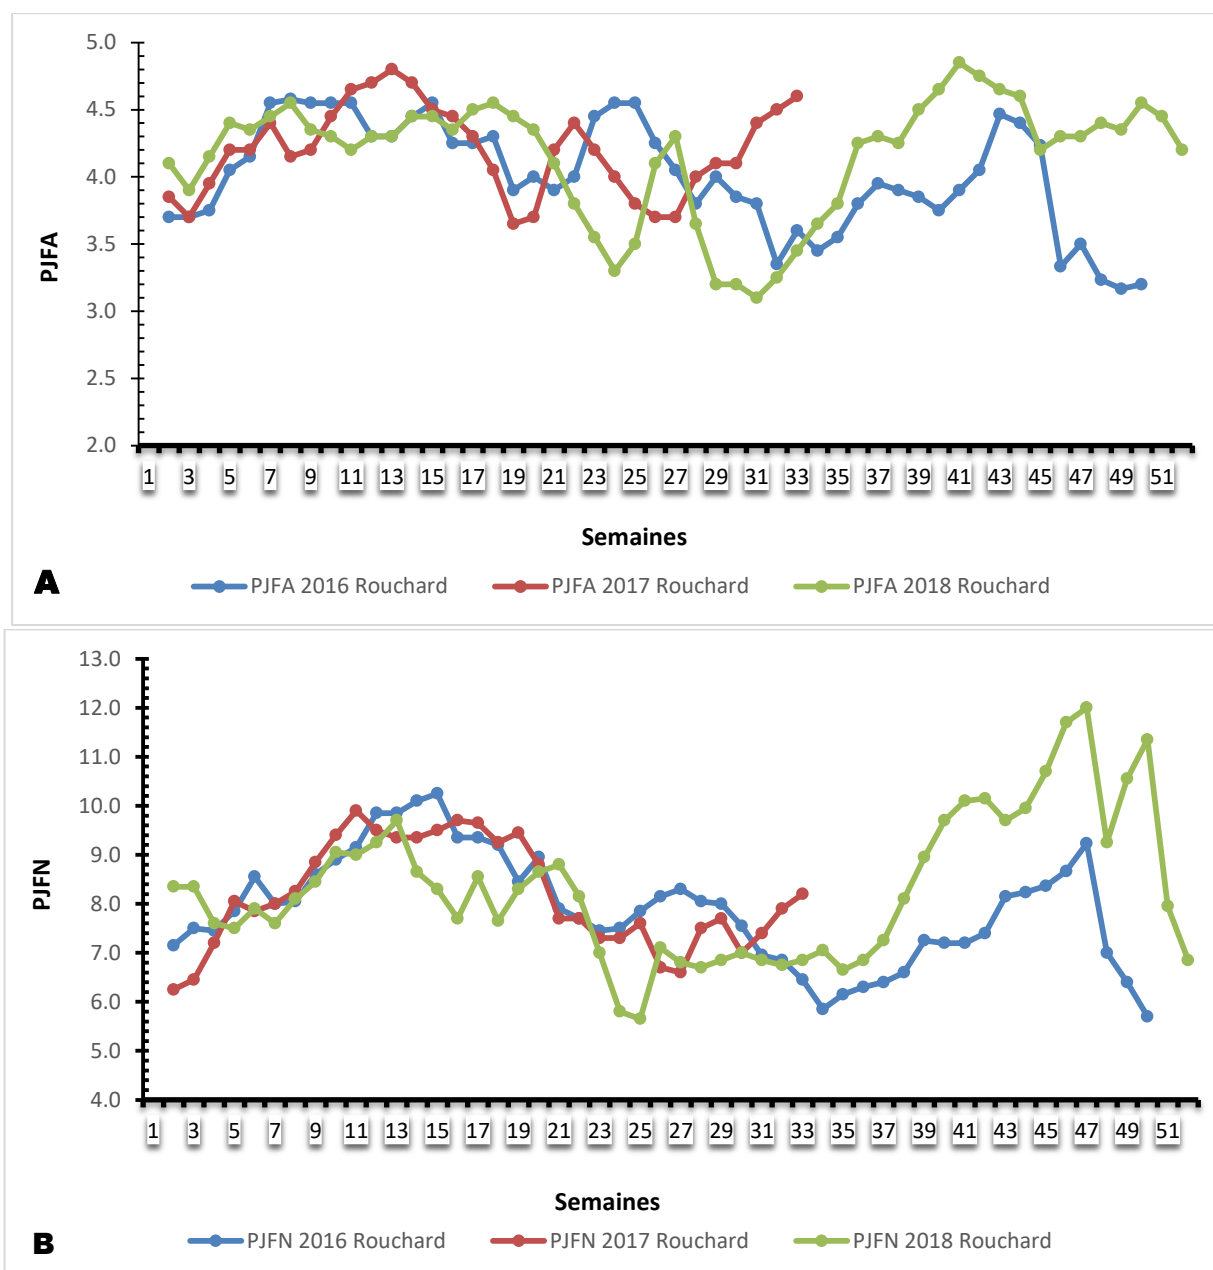 5.0
4.5
4.0
3.5
3.0
2.5
2.0
PJFA
1 3 5 7 9 11 13 15 17 19 21 23 25 27 29 31 33 35 37 39 41 43 45 47 49 51
Semaines
A
PJFA 2016 Rouchard PJFA 2017 Rouchard PJFA 2018 Rouchard
13.0
12.0
11.0
10.0
9.0
8.0
7.0
6.0
5.0
4.0
PJFN
1 3 5 7 9 11 13 15 17 19 21 23 25 27 29 31 33 35 37 39 41 43 45 47 49 51
Semaines
B
PJFN 2016 Rouchard PJFN 2017 Rouchard PJFN 2018 Rouchard